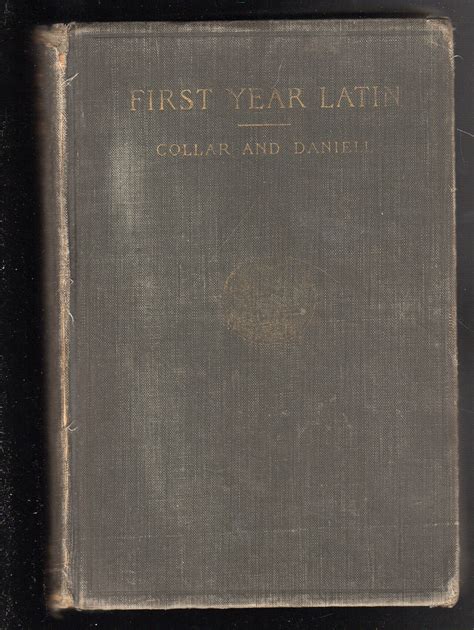 FIRST YEAR LATIN
COLLAR AND DANIELL